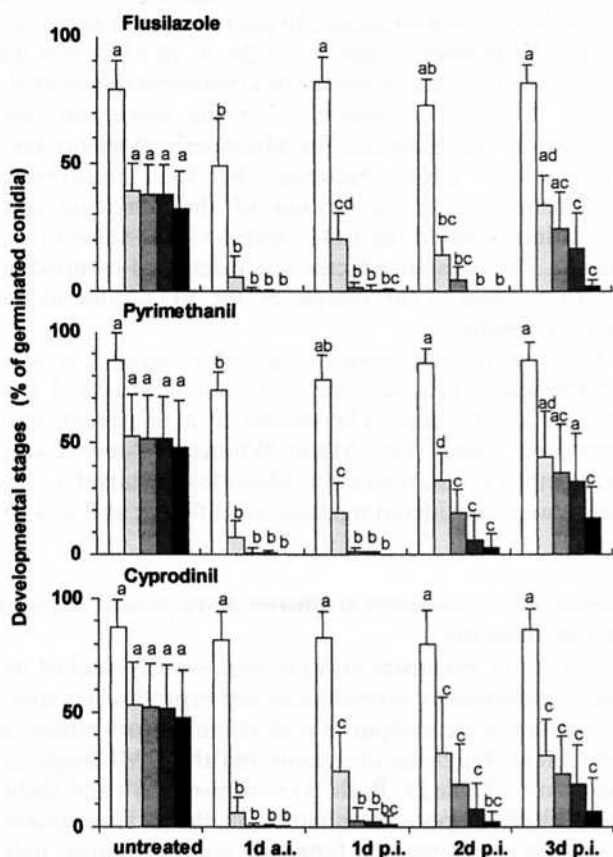 Developmental stages (% of germinated conidia)
Flusilazole
100
a a ab a
b
ad
a a a a cd ac c
50
b bc bc
b b b b b bc b b c
0
Pyrimethanil
100
a a ab a a
a a a a d ad ac a
50
c c c
b c c
b b b b b b
0
Cyprodinil
100
a a a a a
a a a a c
50
c c c c
b c c
b b b c c bc bc
0
untreated 1d a.i. 1d p.i. 2d p.i. 3d p.i.